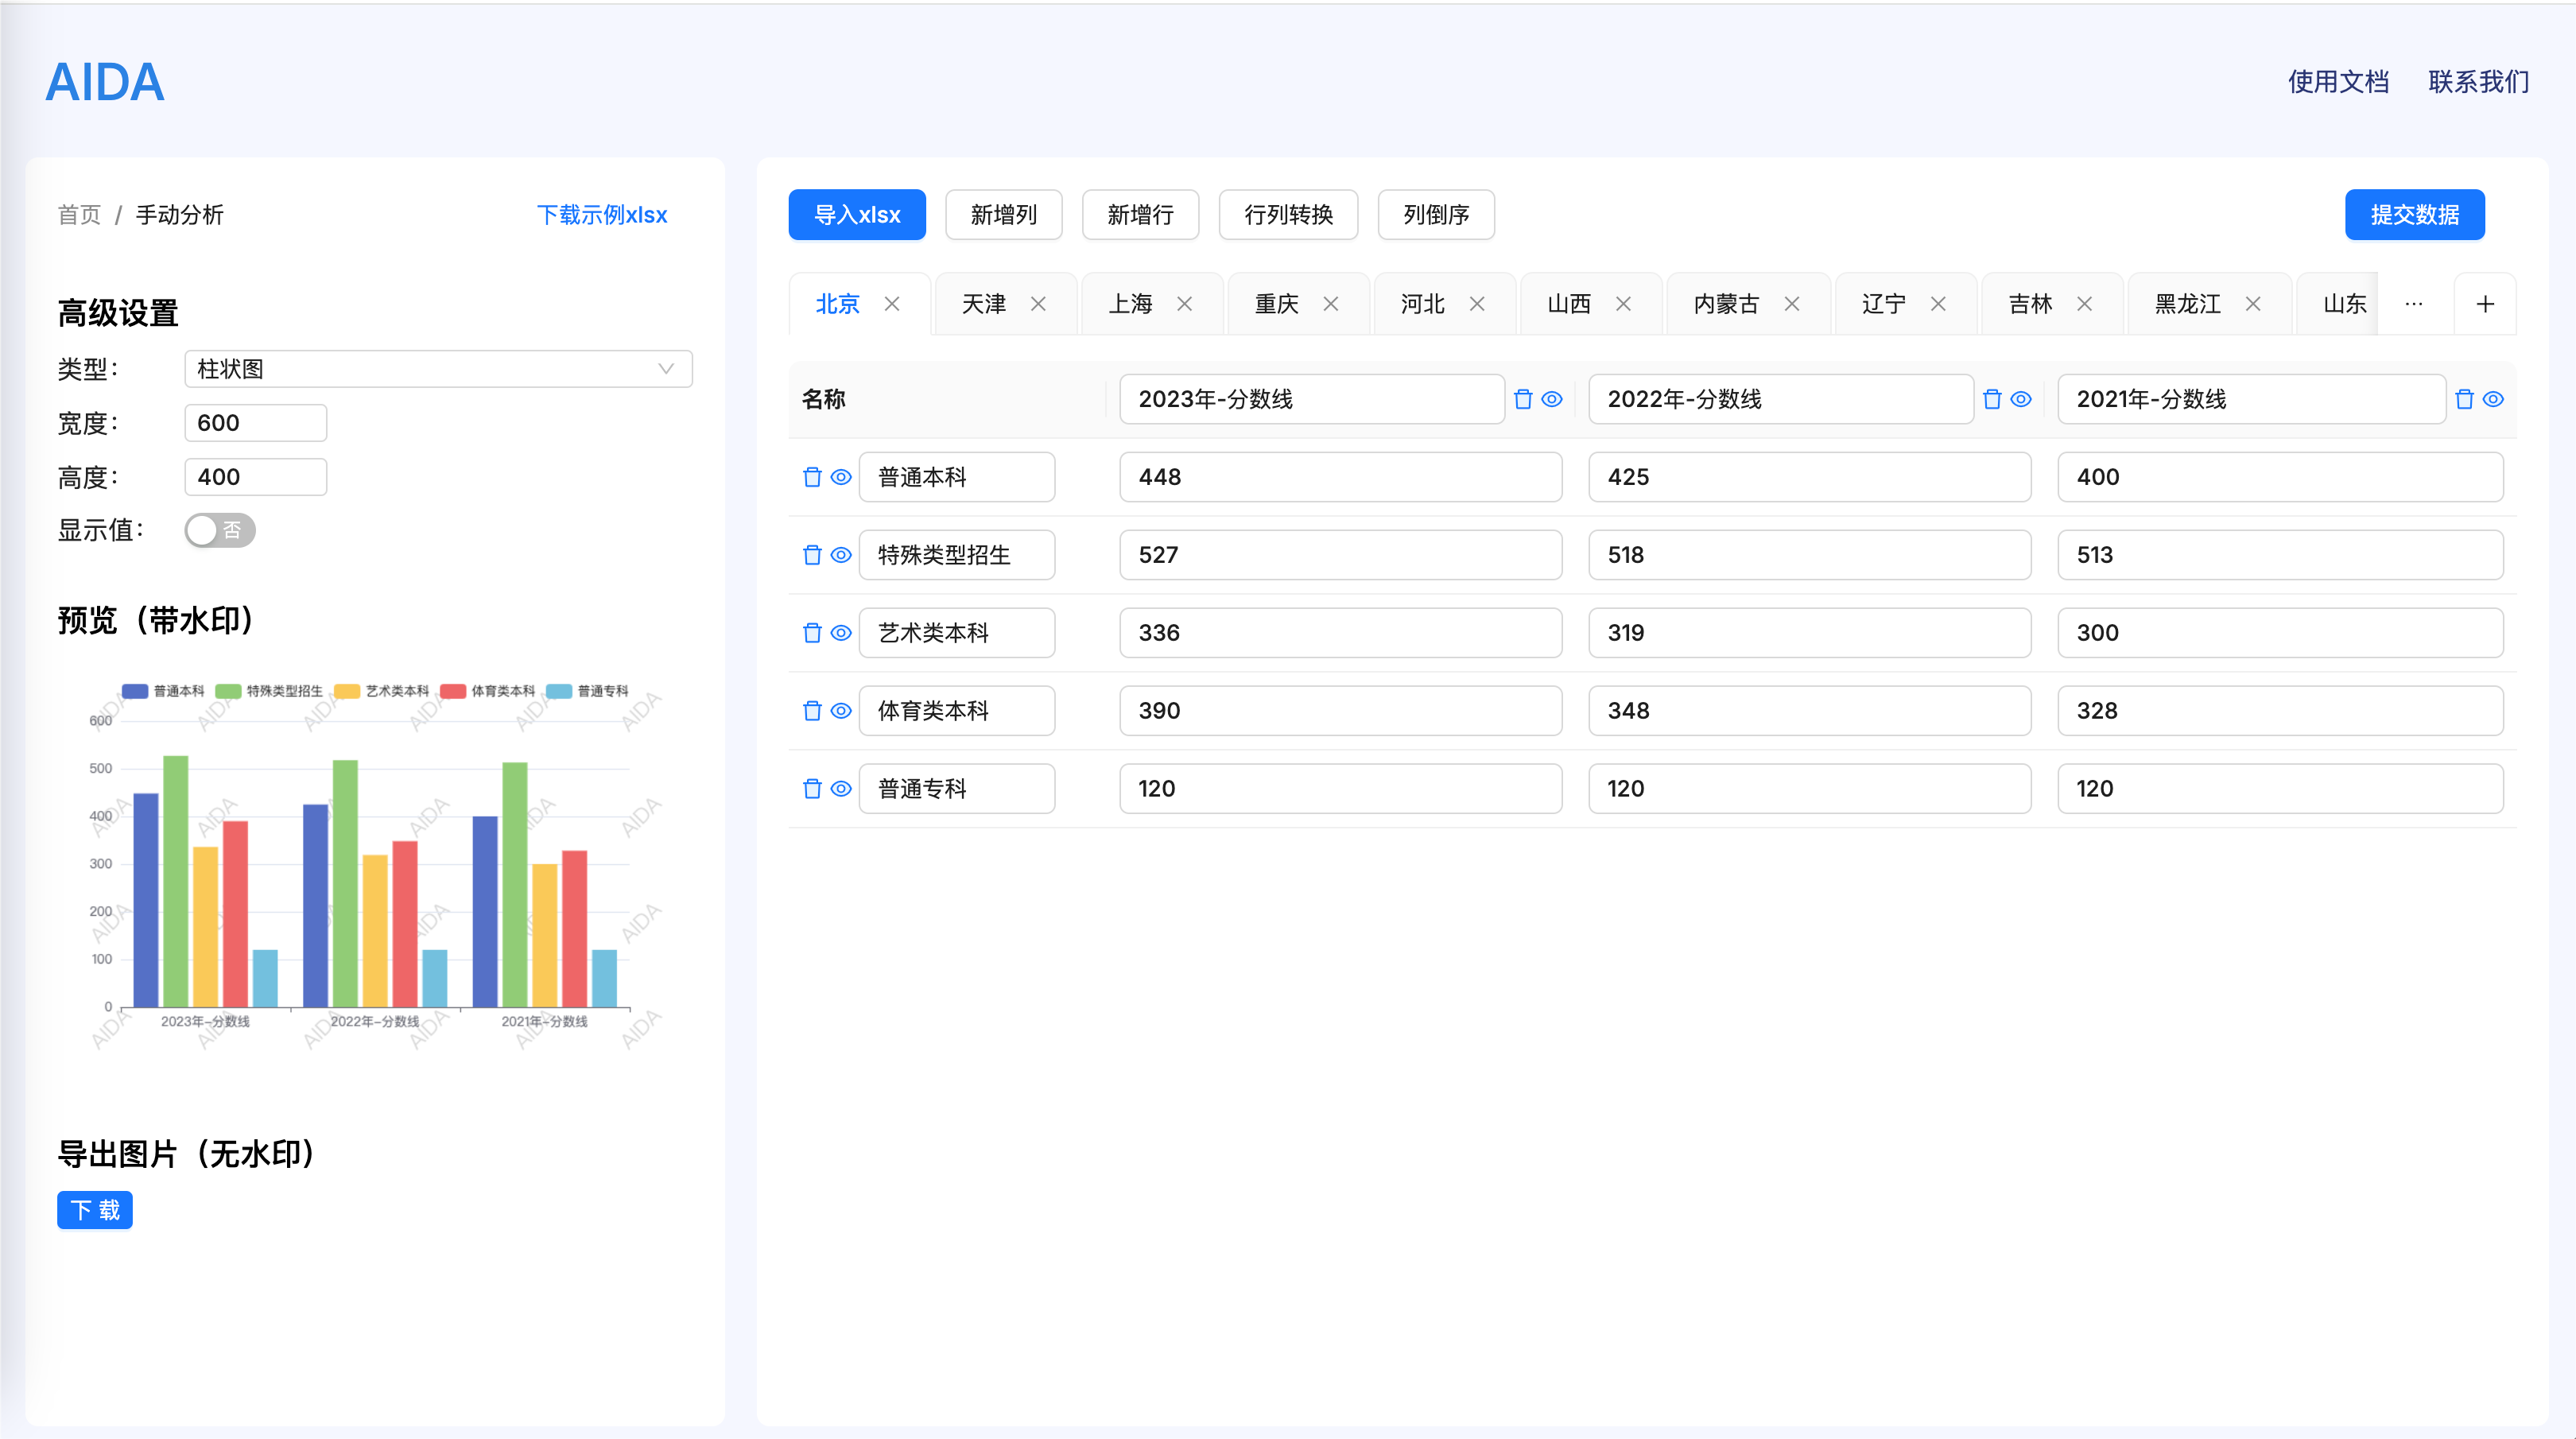 AIDA
使用文档 联系我们
首页 / 手动分析 下载示例xlsx
高级设置
类型：
柱状图
宽度：
600
高度：
400
显示值：
否
预览（带水印）
普通本科 特殊类型招生 艺术类本科 体育类本科 普通专科
600
500
400
300
200
100
0
2023年-分数线 2022年-分数线 2021年-分数线
AIDA AIDA AIDA AIDA AIDA AIDA
导出图片（无水印）
下 载
导入xlsx 新增列 新增行 行列转换 列倒序 提交数据
北京 天津 上海 重庆 河北 山西 内蒙古 辽宁 吉林 黑龙江 山东 ··· +
名称 2023年-分数线 2022年-分数线 2021年-分数线
普通本科 448 425 400
特殊类型招生 527 518 513
艺术类本科 336 319 300
体育类本科 390 348 328
普通专科 120 120 120